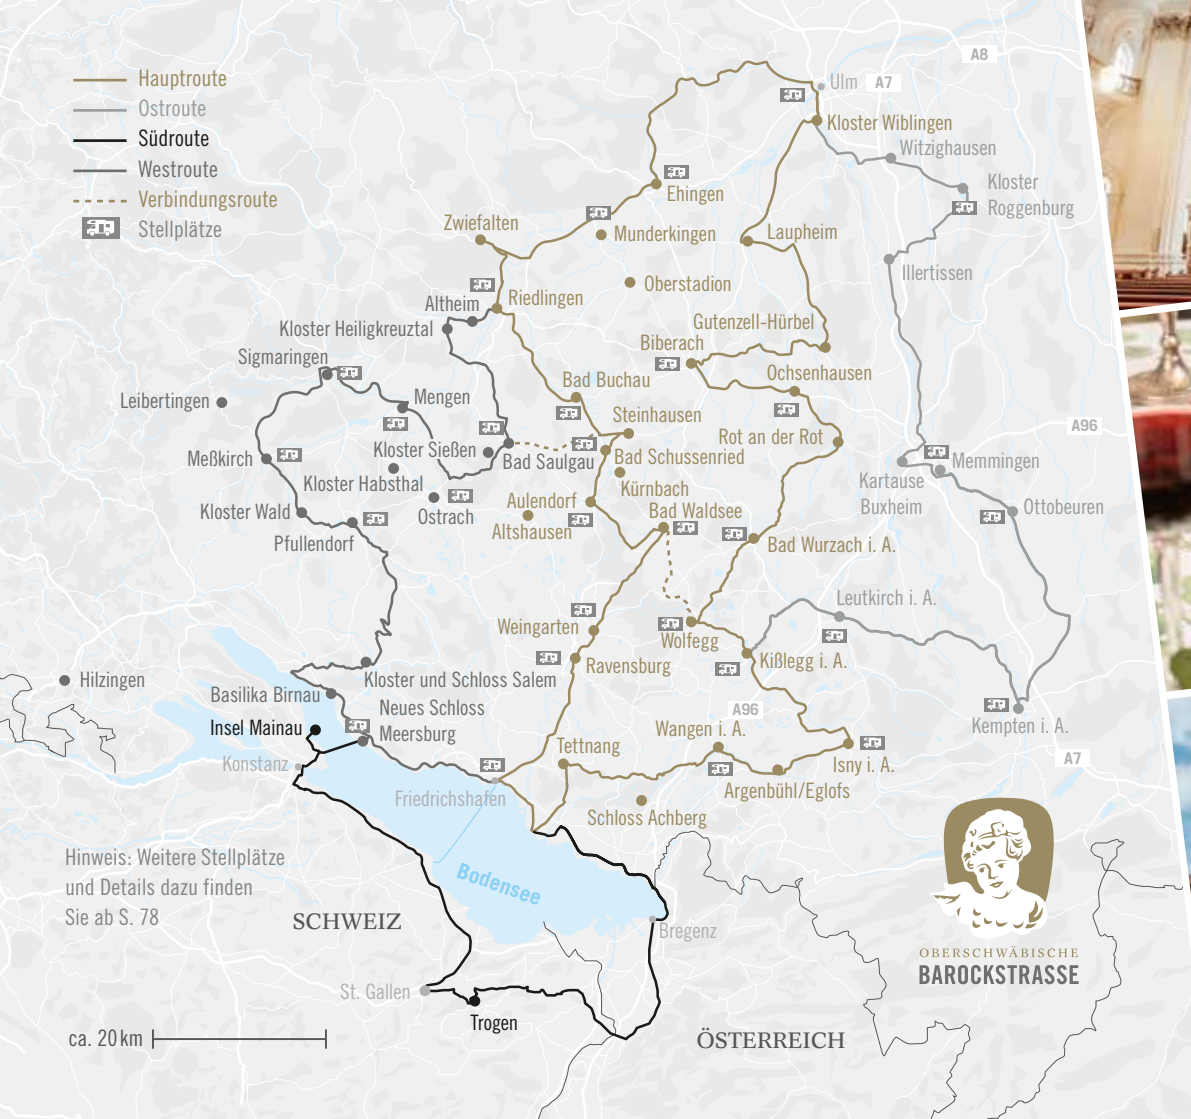 Hauptroute
Ostroute
Südroute
Westroute
Verbindungsroute
Stellplätze
A8
Ulm
A7
Kloster Wiblingen
Witzighausen
Kloster
Roggenburg
Ehingen
Zwiefalten
Munderkingen
Laupheim
Illertissen
Oberstadion
Riedlingen
Altheim
Gutenzell-Hürbel
Kloster Heiligkreuztal
Biberach
Sigmaringen
Ochsenhausen
Bad Buchau
Leibertingen
Mengen
Steinhausen
A96
Rot an der Rot
Kloster Sießen
Bad Saulgau
Bad Schussenried
Meßkirch
Memmingen
Kloster Habsthal
Kürnbach
Kartause
Buxheim
Aulendorf
Bad Waldsee
Kloster Wald
Ostrach
Altshausen
Ottobeuren
Pfullendorf
Bad Wurzach i. A.
Leutkirch i. A.
Weingarten
Wolfegg
Kißlegg i. A.
Ravensburg
Hilzingen
Kloster und Schloss Salem
Basilika Birnau
Neues Schloss
Meersburg
Insel Mainau
A96
Wangen i. A.
Kempten i. A.
Tettnang
Konstanz
A7
Isny i. A.
Argenbühl/Eglofs
Friedrichshafen
Schloss Achberg
Hinweis: Weitere Stellplätze
und Details dazu finden
Sie ab S. 78
Bodensee
SCHWEIZ
Bregenz
OBERSCHWÄBISCHE
BAROCKSTRASSE
St. Gallen
Trogen
ca. 20 km
ÖSTERREICH